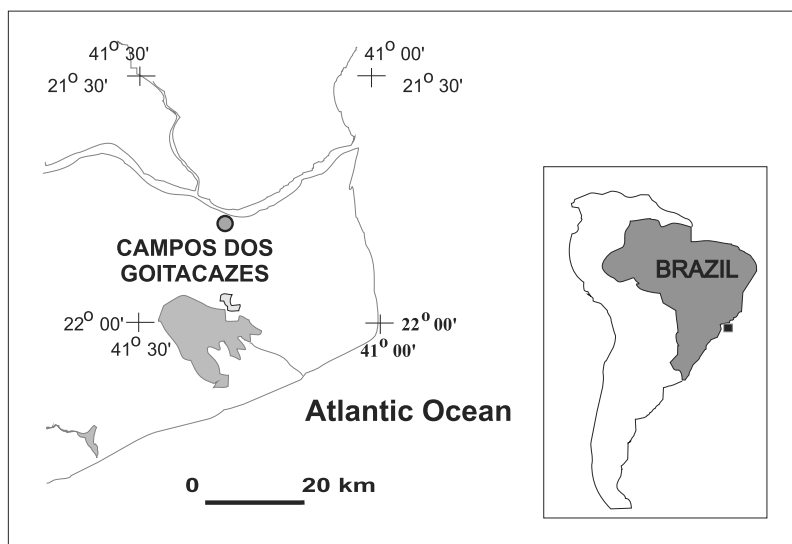 41° 30'
21° 30'
41° 00'
21° 30'
CAMPOS DOS
GOITACAZES
BRAZIL
22° 00'
41° 30'
22° 00'
41° 00'
Atlantic Ocean
0 20 km